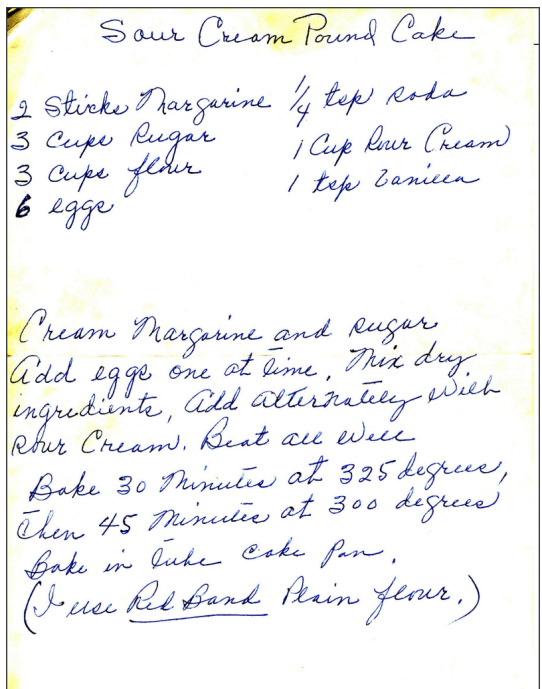 Sour Cream Pound Cake
2 Sticks Margarine 1/4 tsp soda
3 Cups Sugar 1 Cup Sour Cream
3 Cups flour 1 tsp Vanilla
6 eggs
Cream Margarine and sugar
Add eggs one at time. Mix dry
ingredients, Add alternately with
Sour Cream. Beat all well
Bake 30 Minutes at 325 degrees,
Then 45 Minutes at 300 degrees
Bake in tube cake pan.
(I use Red Band Plain flour.)